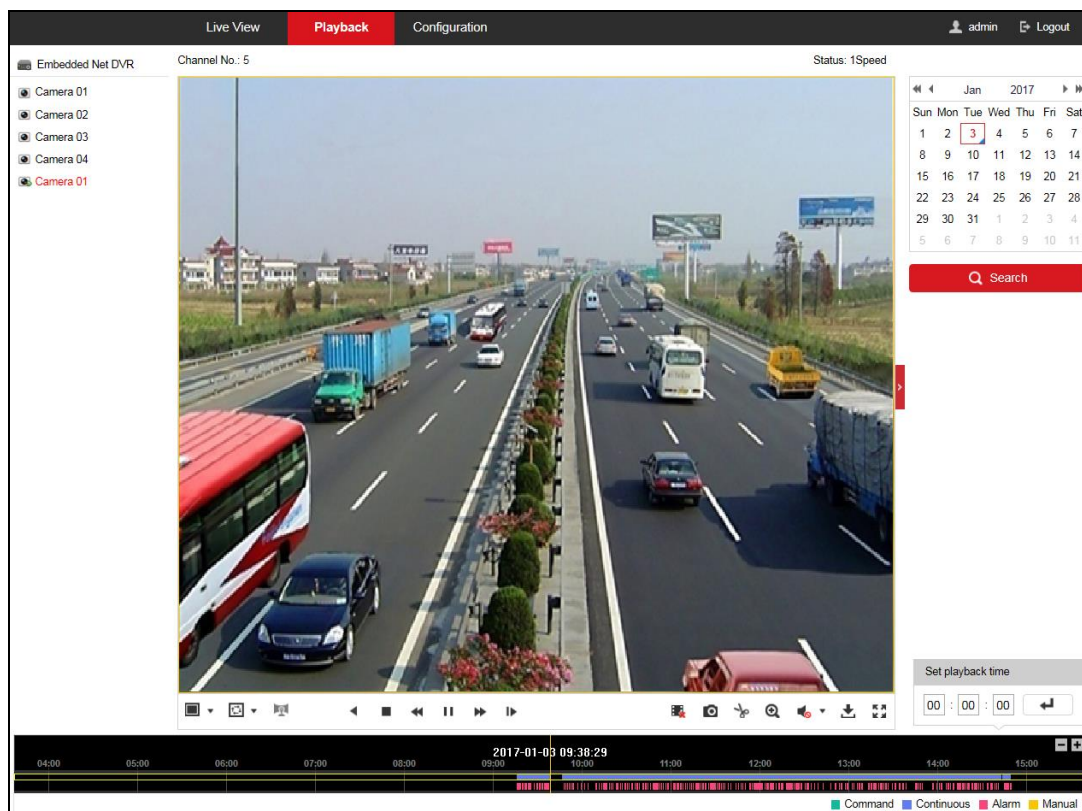 Live View Playback Configuration admin Logout
Embedded Net DVR
Camera 01
Camera 02
Camera 03
Camera 04
Camera 01
Channel No.: 5 Status: 1Speed
Jan 2017
Sun Mon Tue Wed Thu Fri Sat
1 2 3 4 5 6 7
8 9 10 11 12 13 14
15 16 17 18 19 20 21
22 23 24 25 26 27 28
29 30 31 1 2 3 4
5 6 7 8 9 10 11
Search
Set playback time
00 : 00 : 00
2017-01-03 09:38:29
04:00 05:00 06:00 07:00 08:00 09:00 10:00 11:00 12:00 13:00 14:00 15:00
Command Continuous Alarm Manual